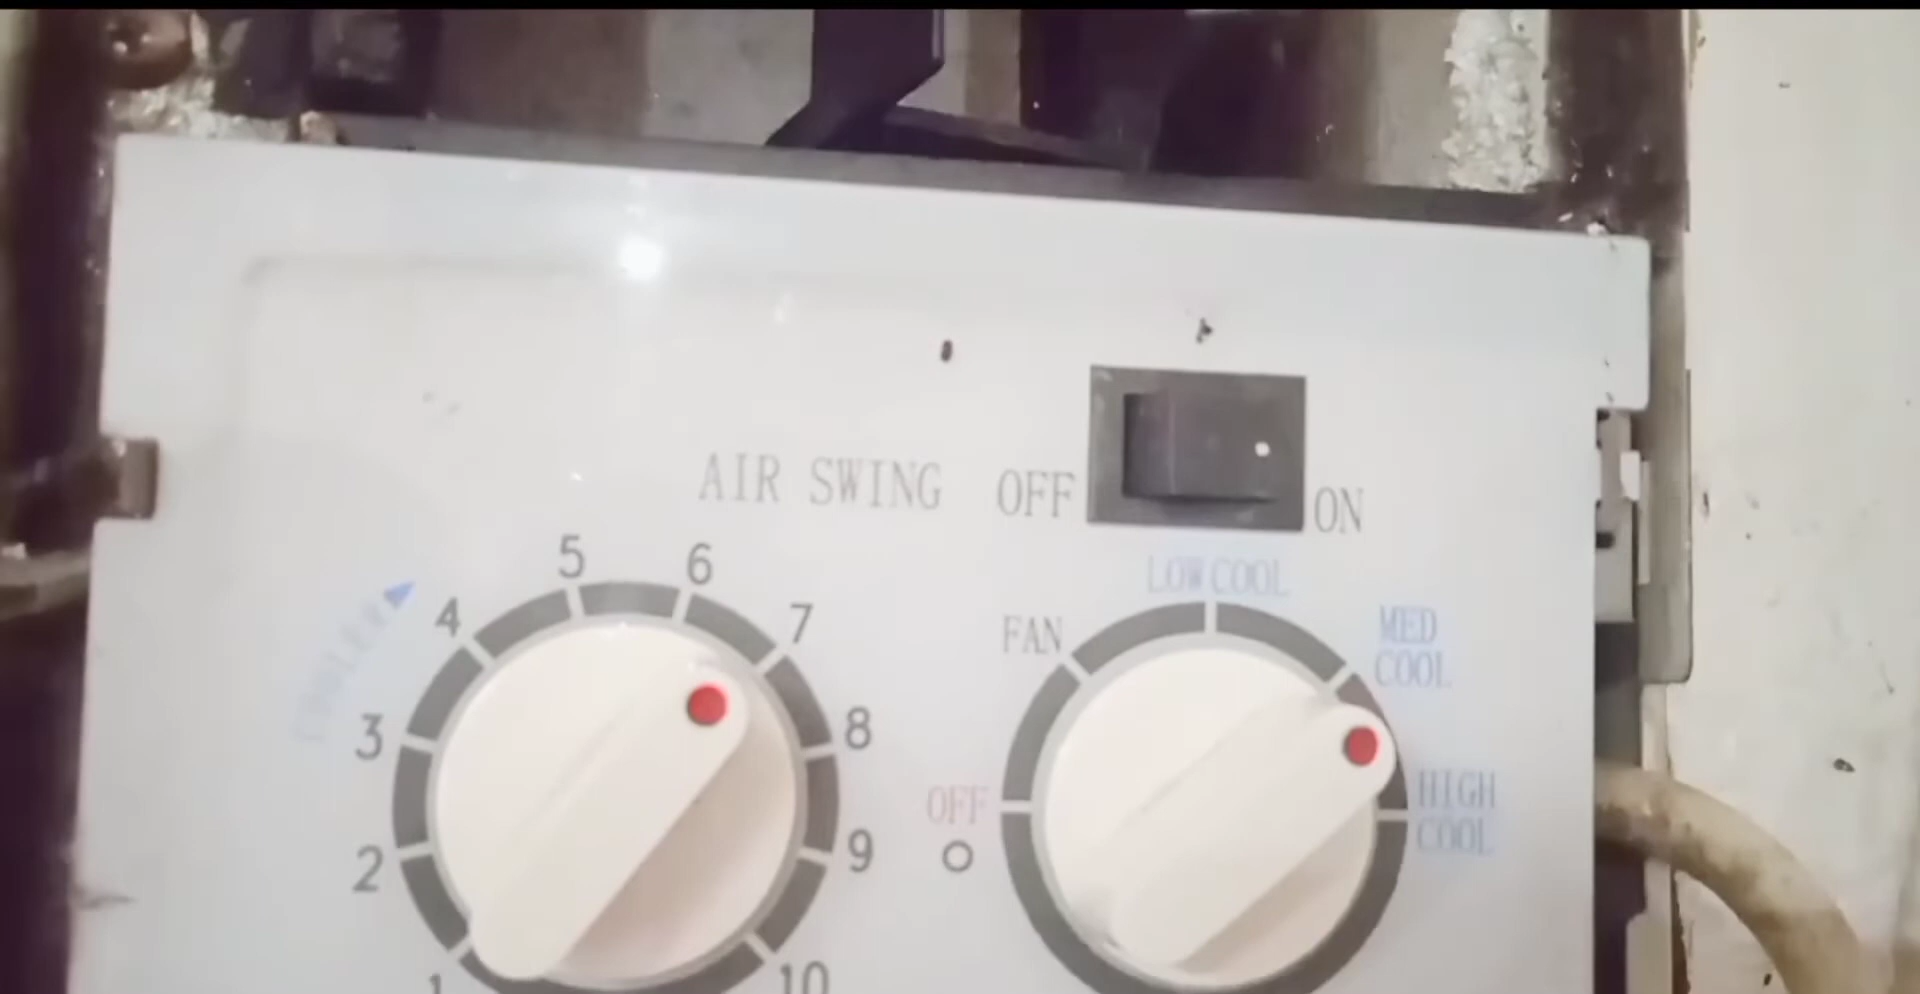 AIR SWING OFF ON
5 6
4 7
3 8
2 9
1 10
COOLER
LOW COOL
FAN
MED
COOL
OFF
HIGH
COOL